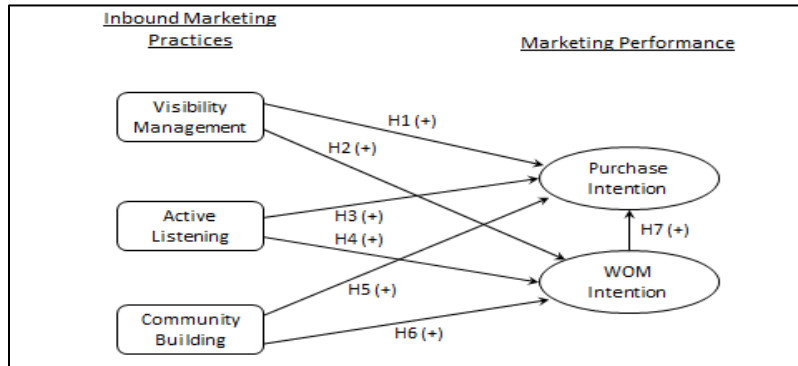 Inbound Marketing
Practices
Marketing Performance
Visibility
Management
H1 (+)
H2 (+)
Purchase
Intention
Active
Listening
H3 (+)
H4 (+)
H7 (+)
WOM
Intention
H5 (+)
Community
Building
H6 (+)